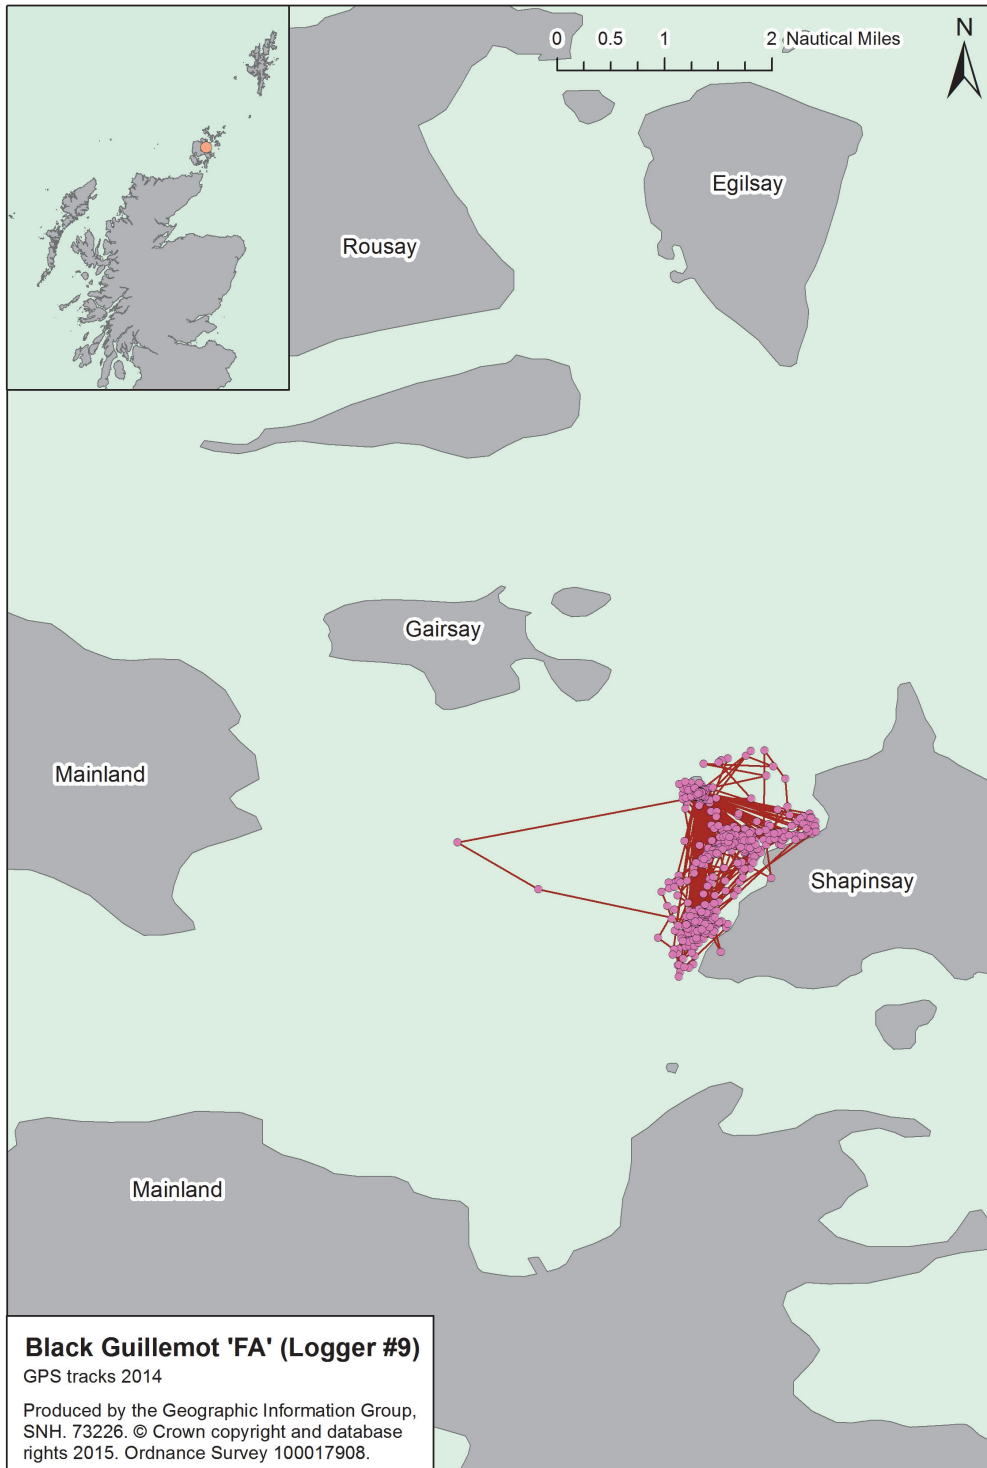 0 0.5 1 2 Nautical Miles
N
Egilsay
Rousay
Gairsay
Mainland
Shapinsay
Mainland
Black Guillemot 'FA' (Logger #9)
GPS tracks 2014
Produced by the Geographic Information Group,
SNH. 73226. © Crown copyright and database
rights 2015. Ordnance Survey 100017908.